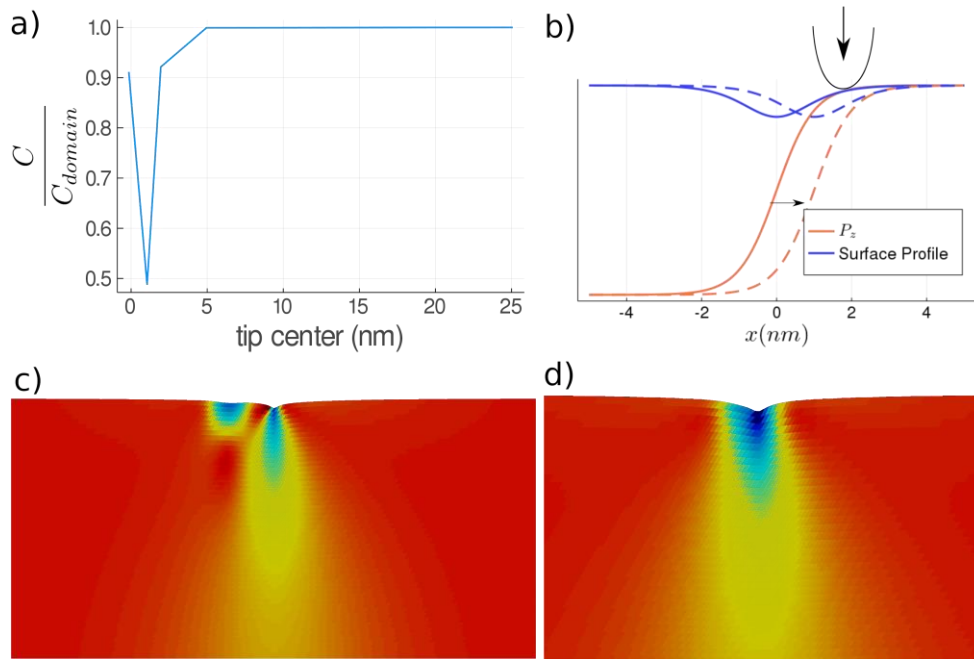 a)
1.0
0.9
0.8
0.7
0.6
0.5
C
C_domain
0
5
10
15
20
25
tip center (nm)
b)
P_z
Surface Profile
-4
-2
0
2
4
x(nm)
c)
d)